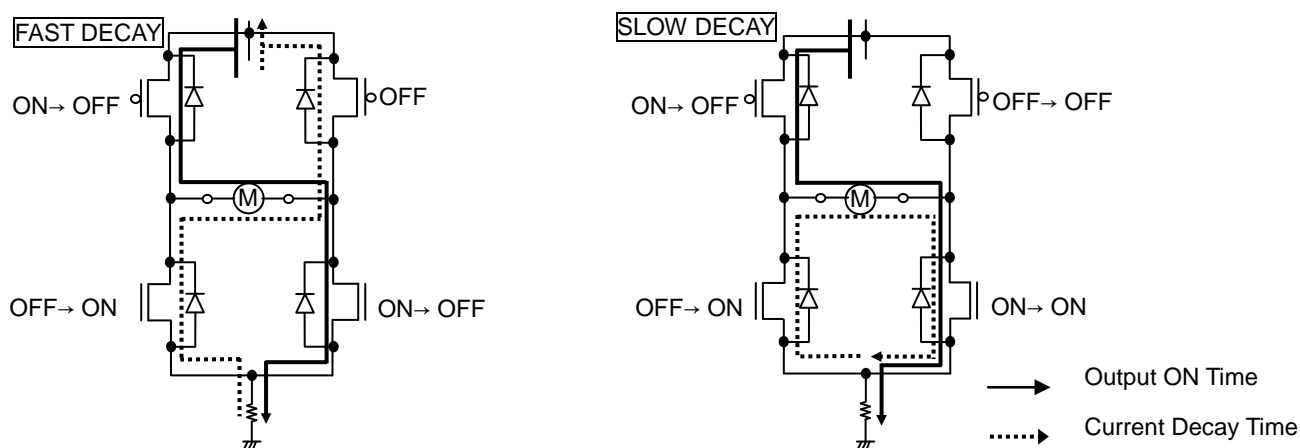 FAST DECAY
ON→ OFF
OFF
M
OFF→ ON
ON→ OFF
SLOW DECAY
ON→ OFF
OFF→ OFF
M
OFF→ ON
ON→ ON
Output ON Time
Current Decay Time